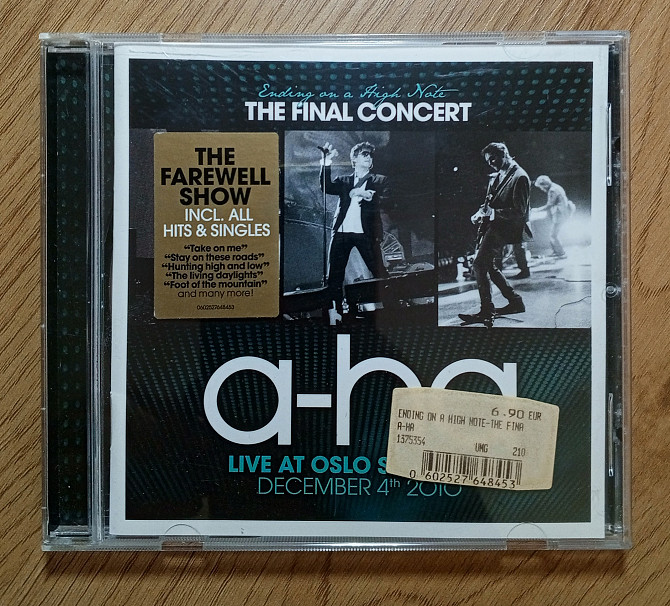 Ending on a High Note
THE FINAL CONCERT
THE
FAREWELL
SHOW
INCL. ALL
HITS & SINGLES
“Take on me”
“Stay on these roads”
“Hunting high and low”
“The living daylights”
“Foot of the mountain”
and many more!
0602527648453
a-ha
6.90 EUR
ENDING ON A HIGH NOTE-THE FINA
A-HA
1375354 UMG 210
0 602527 648453
LIVE AT OSLO S
DECEMBER 4th 2010